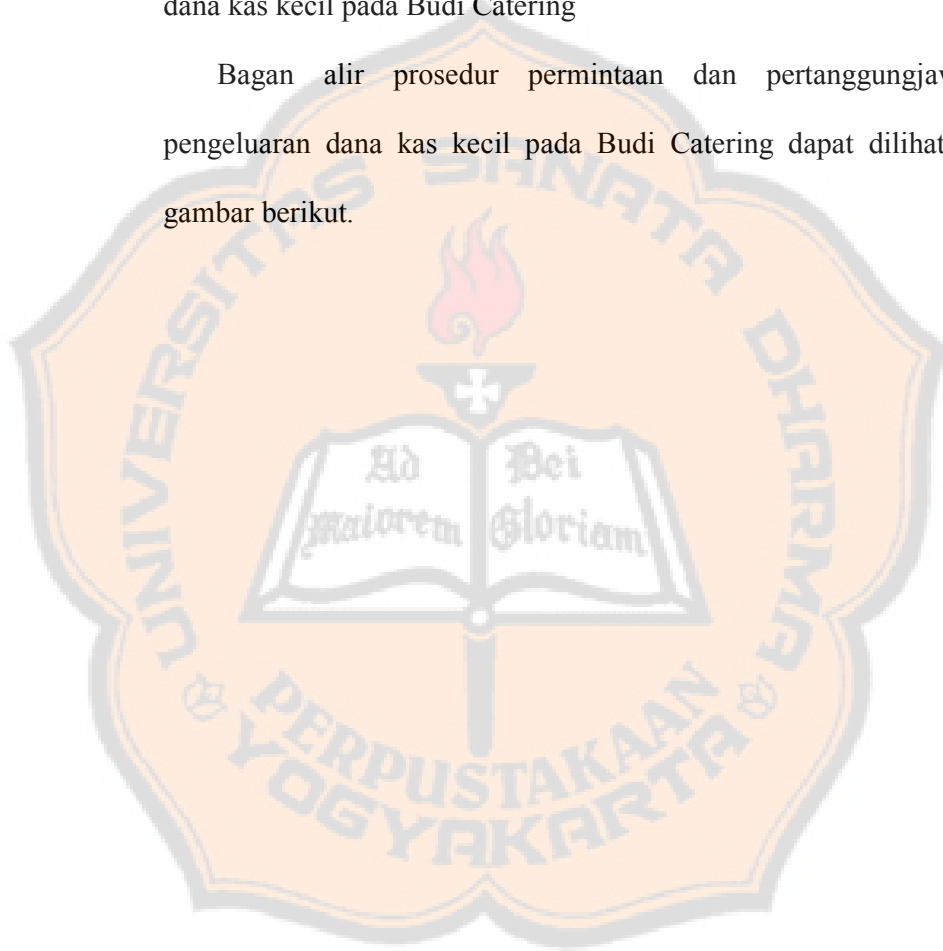 dana kas kecil pada Budi Catering
Bagan alir prosedur permintaan dan
pengeluaran dana kas kecil pada Budi Catering dapat dilihat
gambar berikut.
UNIVERSITAS SANATA DHARMA
Ad Dei
maiorem Gloriam
PERPUSTAKAAN
YOGYAKARTA